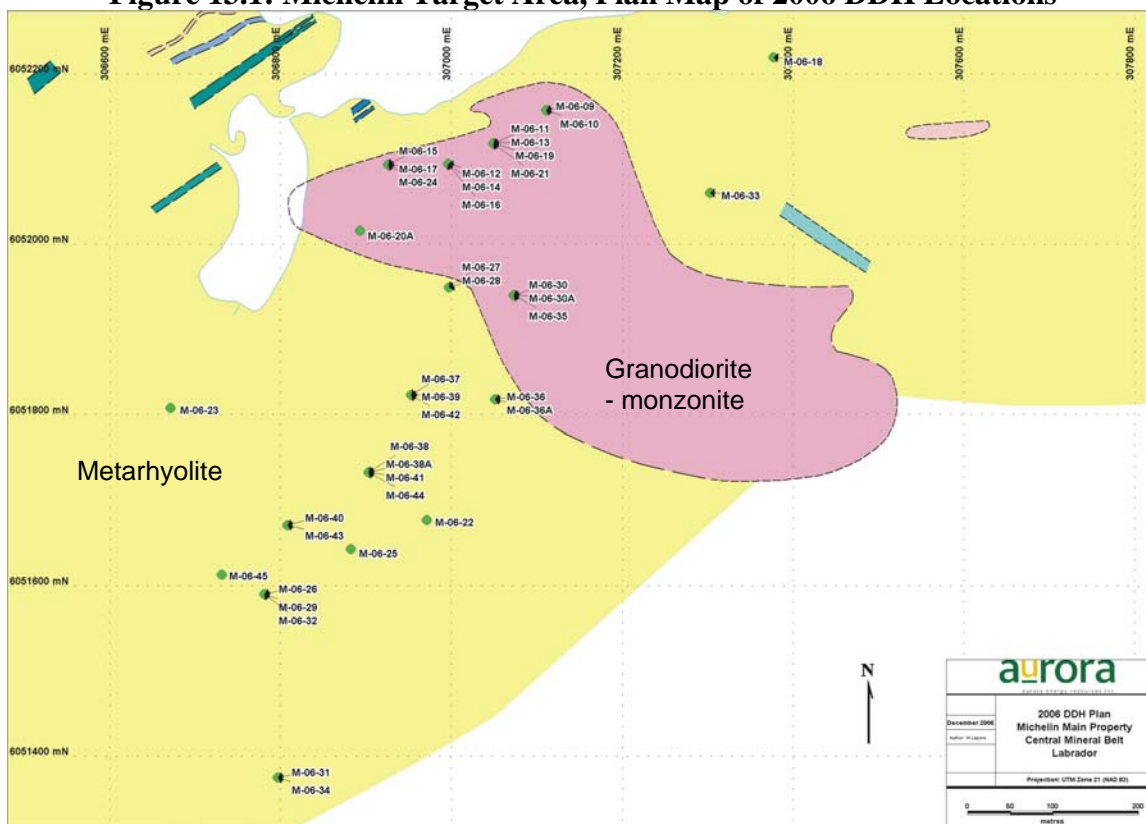 Figure 13.1: Michelin Target Area, Plan Map of 2006 DDH Locations
306600 mE
306800 mE
307000 mE
307200 mE
307400 mE
307600 mE
307800 mE
6052200 mN
M-06-18
M-06-09
M-06-10
M-06-11
M-06-13
M-06-19
M-06-21
M-06-15
M-06-17
M-06-24
M-06-12
M-06-14
M-06-16
M-06-33
M-06-20A
6052000 mN
M-06-27
M-06-28
M-06-30
M-06-30A
M-06-35
Granodiorite
- monzonite
M-06-37
M-06-39
M-06-42
M-06-36
M-06-36A
M-06-23
6051800 mN
Metarhyolite
M-06-38
M-06-38A
M-06-41
M-06-44
M-06-22
M-06-40
M-06-43
M-06-25
M-06-45
6051600 mN
M-06-26
M-06-29
M-06-32
N
6051400 mN
M-06-31
M-06-34
aurora
aurora energy resources inc.
December 2006
2006 DDH Plan
Michelin Main Property
Central Mineral Belt
Labrador
Projection: UTM Zone 21 (NAD 83)
0 50 100 200
metres